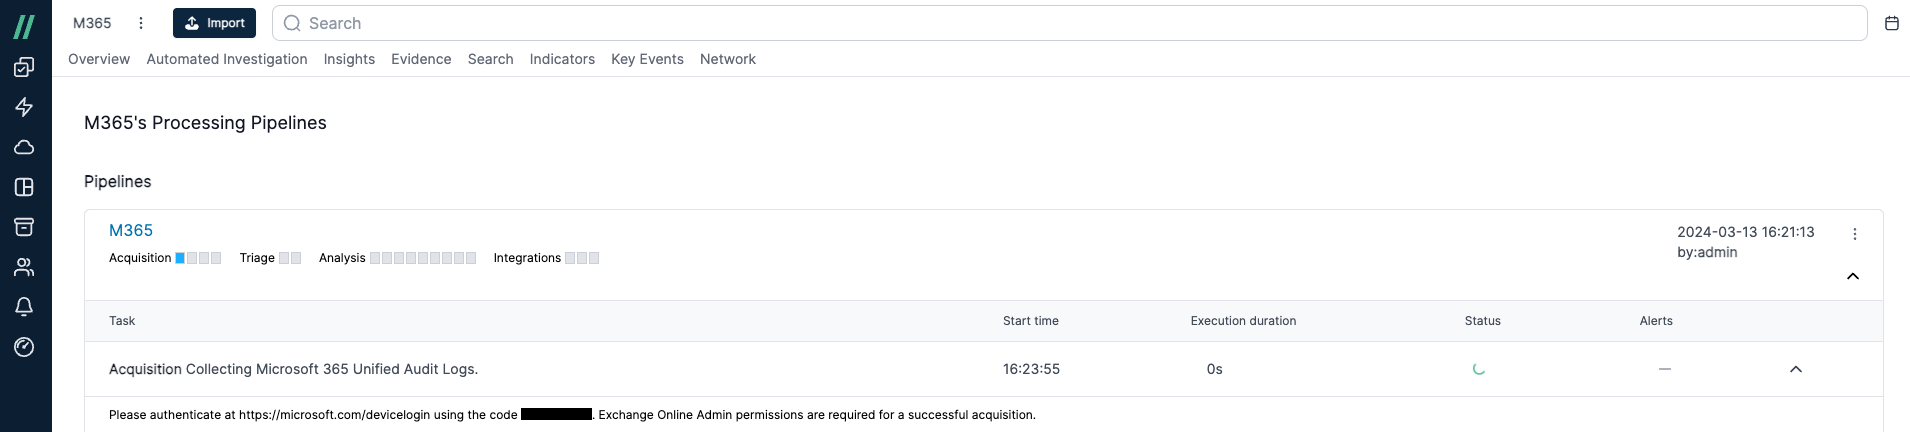 M365 Import Search
Overview Automated Investigation Insights Evidence Search Indicators Key Events Network
M365's Processing Pipelines
Pipelines
M365 2024-03-13 16:21:13
by:admin
Acquisition Triage Analysis Integrations
Task Start time Execution duration Status Alerts
Acquisition Collecting Microsoft 365 Unified Audit Logs. 16:23:55 0s
Please authenticate at https://microsoft.com/devicelogin using the code . Exchange Online Admin permissions are required for a successful acquisition.